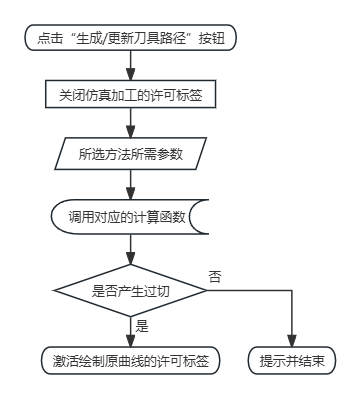 点击“生成/更新刀具路径”按钮
关闭仿真加工的许可标签
所选方法所需参数
调用对应的计算函数
是否产生过切
否
是
激活绘制原曲线的许可标签
提示并结束